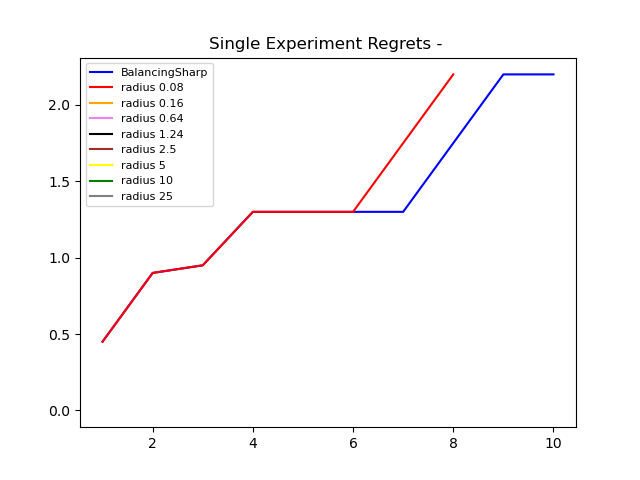 Single Experiment Regrets -
BalancingSharp
radius 0.08
radius 0.16
radius 0.64
radius 1.24
radius 2.5
radius 5
radius 10
radius 25
2.0
1.5
1.0
0.5
0.0
2 4 6 8 10